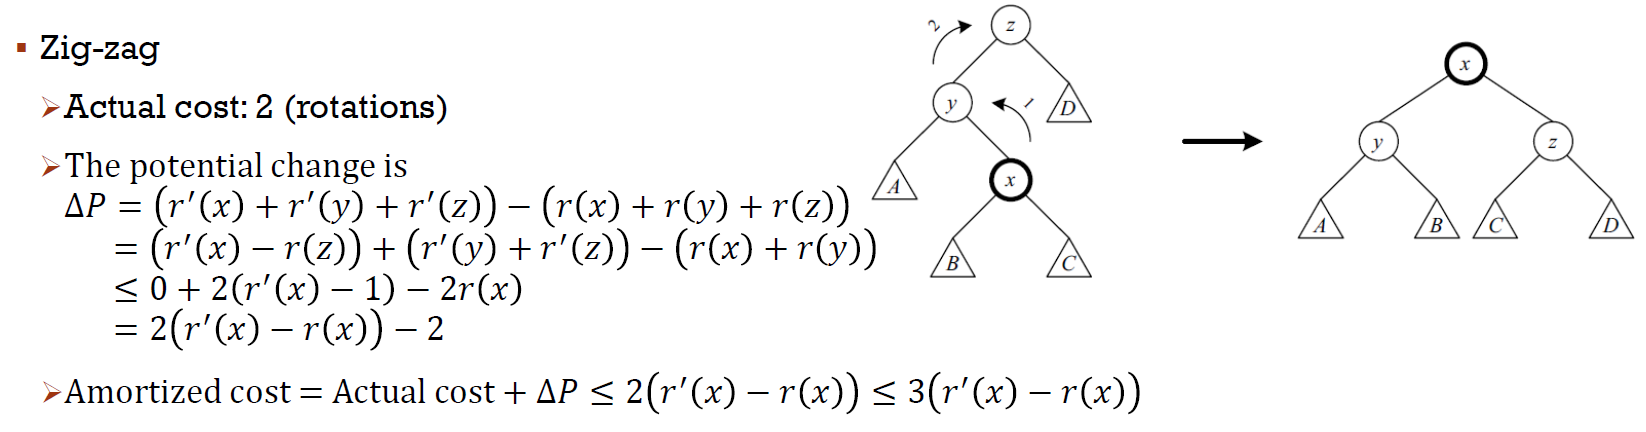 ▪ Zig-zag
➢Actual cost: 2 (rotations)
➢The potential change is
ΔP = (r′(x) + r′(y) + r′(z)) − (r(x) + r(y) + r(z))
= (r′(x) − r(z)) + (r′(y) + r′(z)) − (r(x) + r(y))
≤ 0 + 2(r′(x) − 1) − 2r(x)
= 2(r′(x) − r(x)) − 2
➢Amortized cost = Actual cost + ΔP ≤ 2(r′(x) − r(x)) ≤ 3(r′(x) − r(x))
2
z
y
1
D
A
x
B
C
x
y
z
A
B
C
D